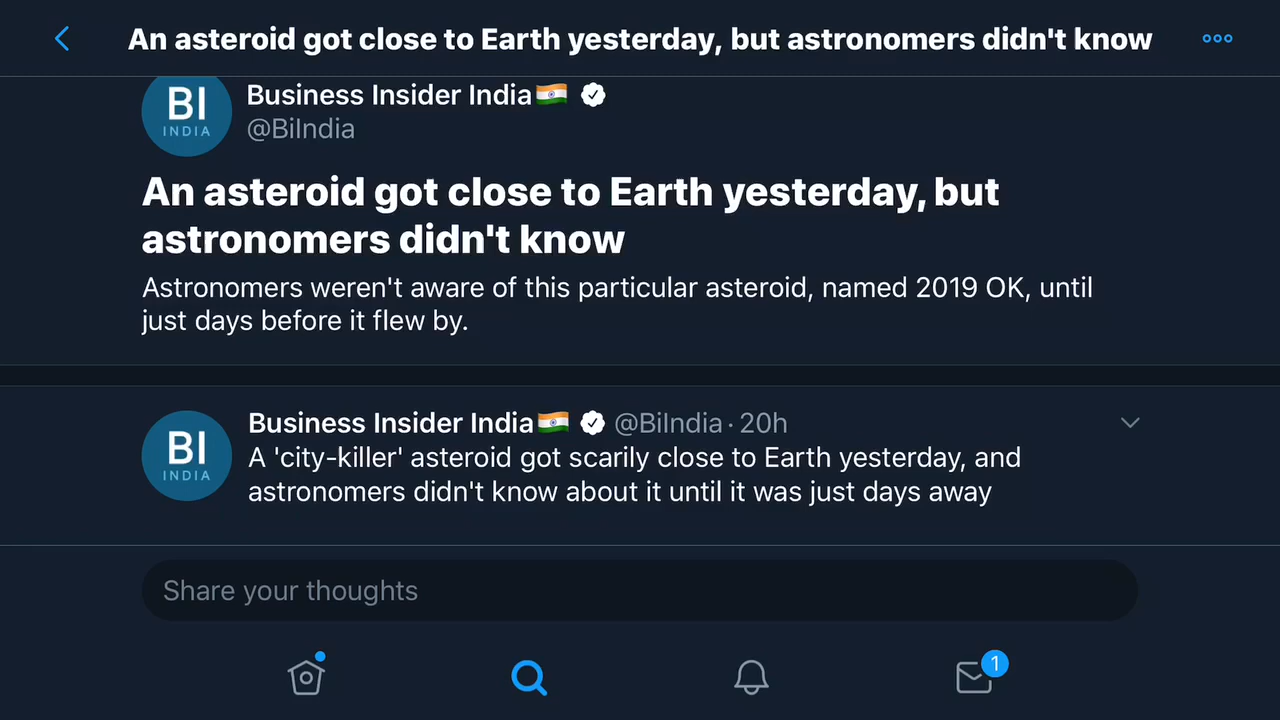 An asteroid got close to Earth yesterday, but astronomers didn't know
BI
INDIA
Business Insider India🇮🇳
@BiIndia
An asteroid got close to Earth yesterday, but
astronomers didn't know
Astronomers weren't aware of this particular asteroid, named 2019 OK, until
just days before it flew by.
BI
INDIA
Business Insider India🇮🇳 @BiIndia · 20h
A 'city-killer' asteroid got scarily close to Earth yesterday, and
astronomers didn't know about it until it was just days away
Share your thoughts
1